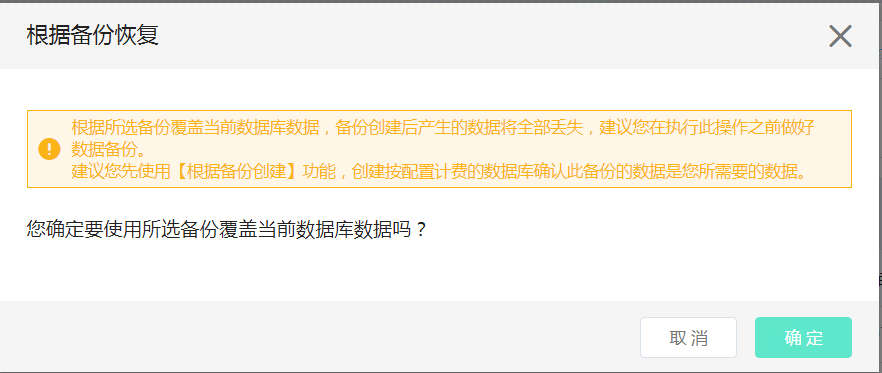 根据备份恢复
根据所选备份覆盖当前数据库数据，备份创建后产生的数据将全部丢失，建议您在执行此操作之前做好
数据备份。
建议您先使用【根据备份创建】功能，创建按配置计费的数据库确认此备份的数据是您所需要的数据。
您确定要使用所选备份覆盖当前数据库数据吗？
取消
确定